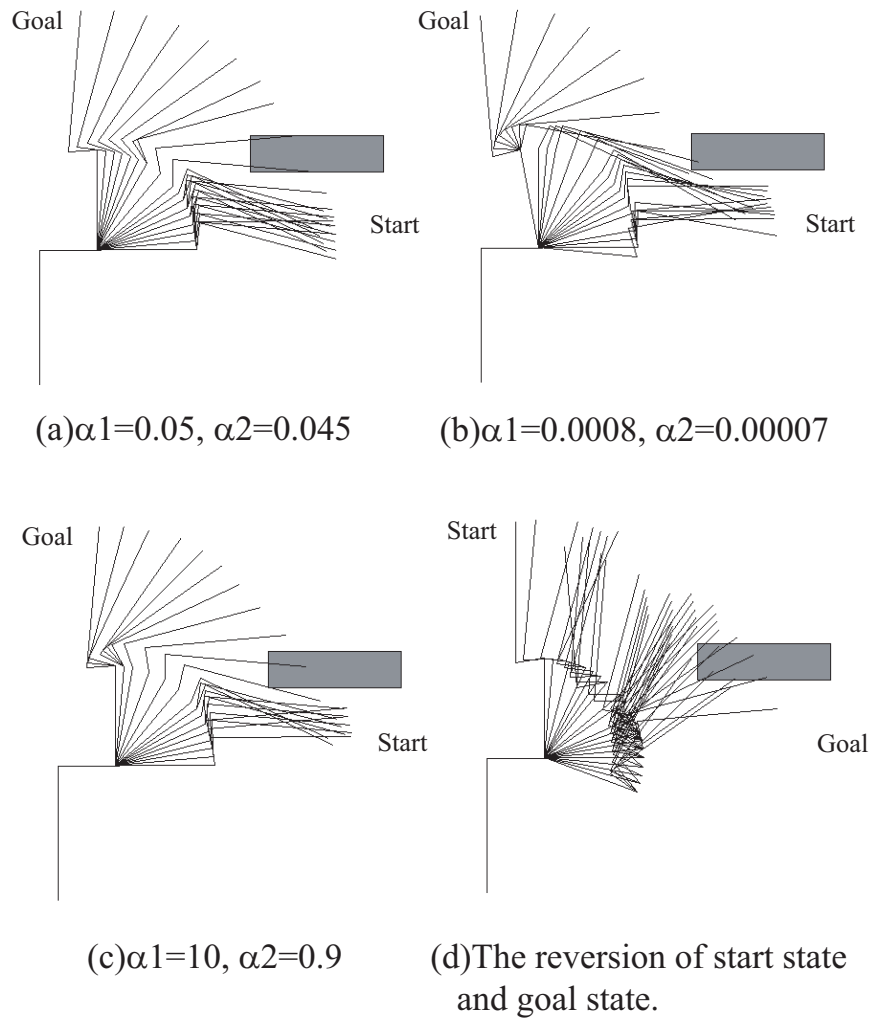 Goal
Start
(a)α1=0.05, α2=0.045
Goal
Start
(b)α1=0.0008, α2=0.00007
Goal
Start
(c)α1=10, α2=0.9
Start
Goal
(d)The reversion of start state
and goal state.